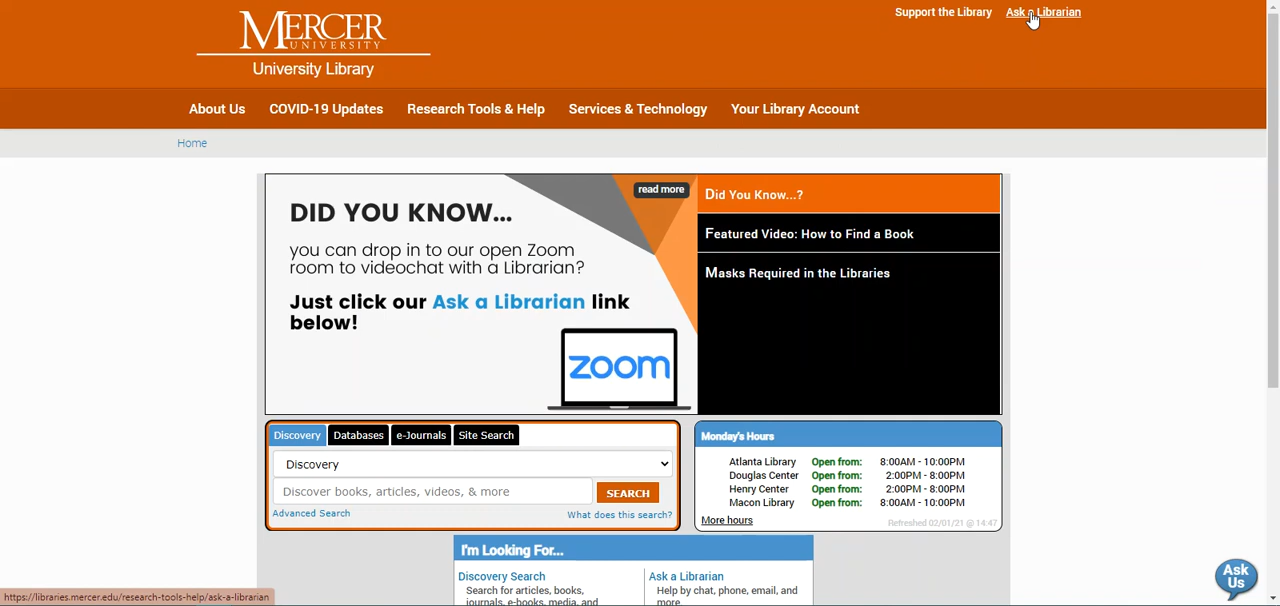 MERCER
UNIVERSITY
University Library
Support the Library Ask a Librarian
About Us COVID-19 Updates Research Tools & Help Services & Technology Your Library Account
Home
DID YOU KNOW...
read more
you can drop in to our open Zoom
room to videochat with a Librarian?
Just click our Ask a Librarian link
below!
zoom
Did You Know...?
Featured Video: How to Find a Book
Masks Required in the Libraries
Discovery Databases e-Journals Site Search
Discovery
Discover books, articles, videos, & more SEARCH
Advanced Search What does this search?
Monday's Hours
Atlanta Library Open from: 8:00AM - 10:00PM
Douglas Center Open from: 2:00PM - 8:00PM
Henry Center Open from: 2:00PM - 8:00PM
Macon Library Open from: 8:00AM - 10:00PM
More hours Refreshed 02/01/21 @ 14:47
I'm Looking For...
Discovery Search
Search for articles, books,
journals, e-books, media, and
Ask a Librarian
Help by chat, phone, email, and
more.
Ask
Us
https://libraries.mercer.edu/research-tools-help/ask-a-librarian